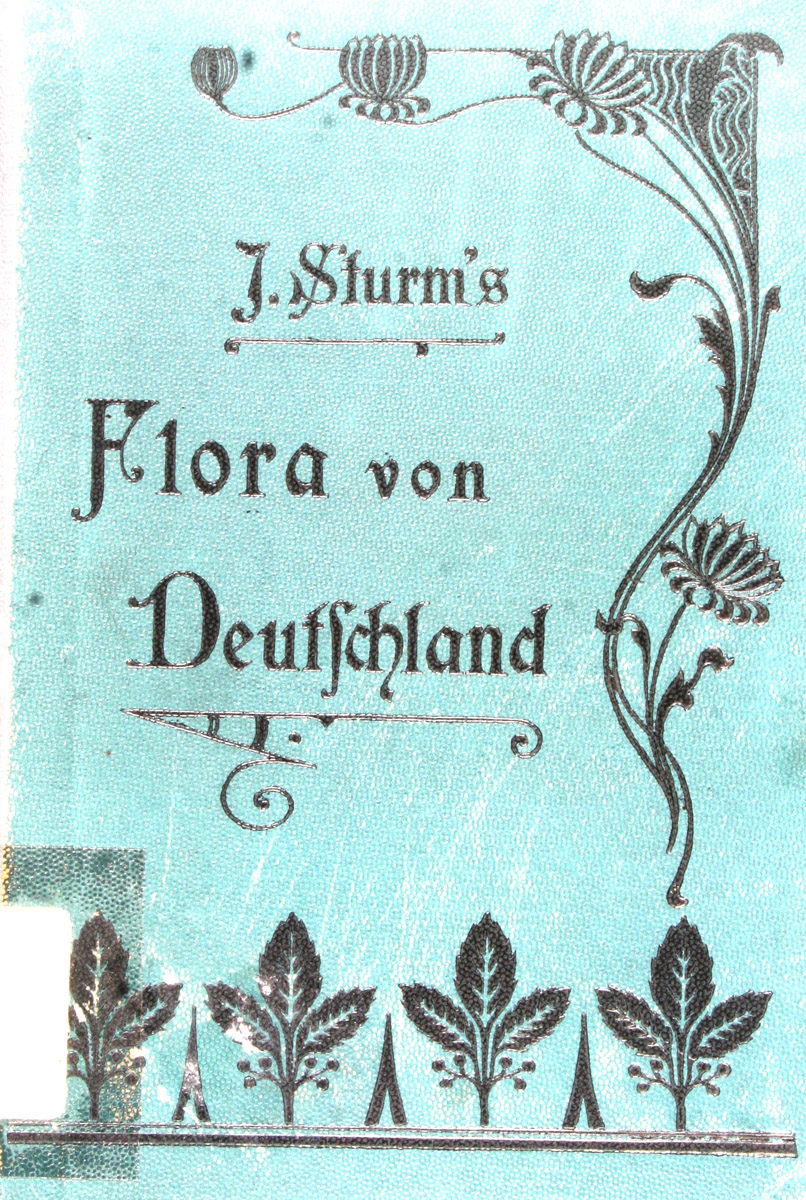 J. Sturm's
Flora von
Deutſchland